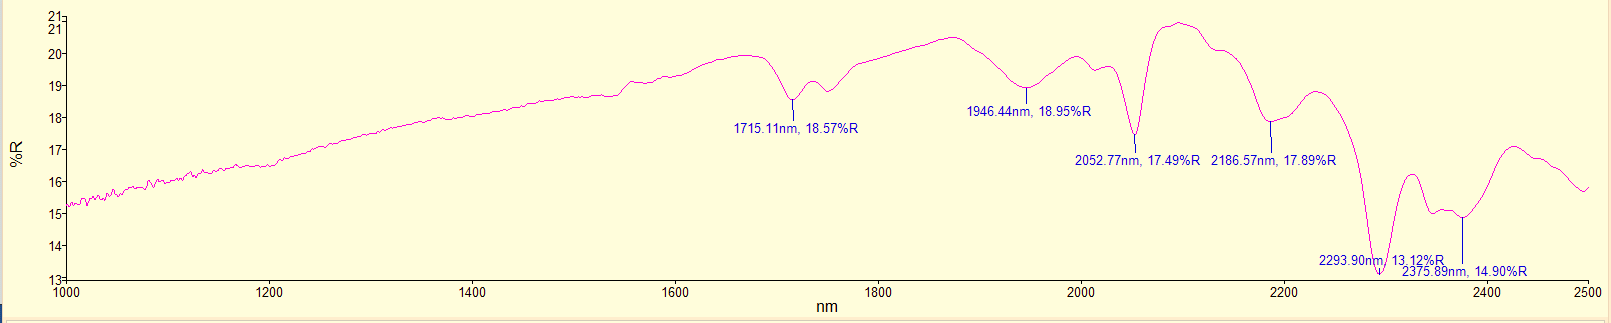 21
21
20
19
18
17
16
15
14
13
%R
1715.11nm, 18.57%R
1946.44nm, 18.95%R
2052.77nm, 17.49%R
2186.57nm, 17.89%R
2293.90nm, 13.12%R
2375.89nm, 14.90%R
1000 1200 1400 1600 1800 2000 2200 2400 2500
nm